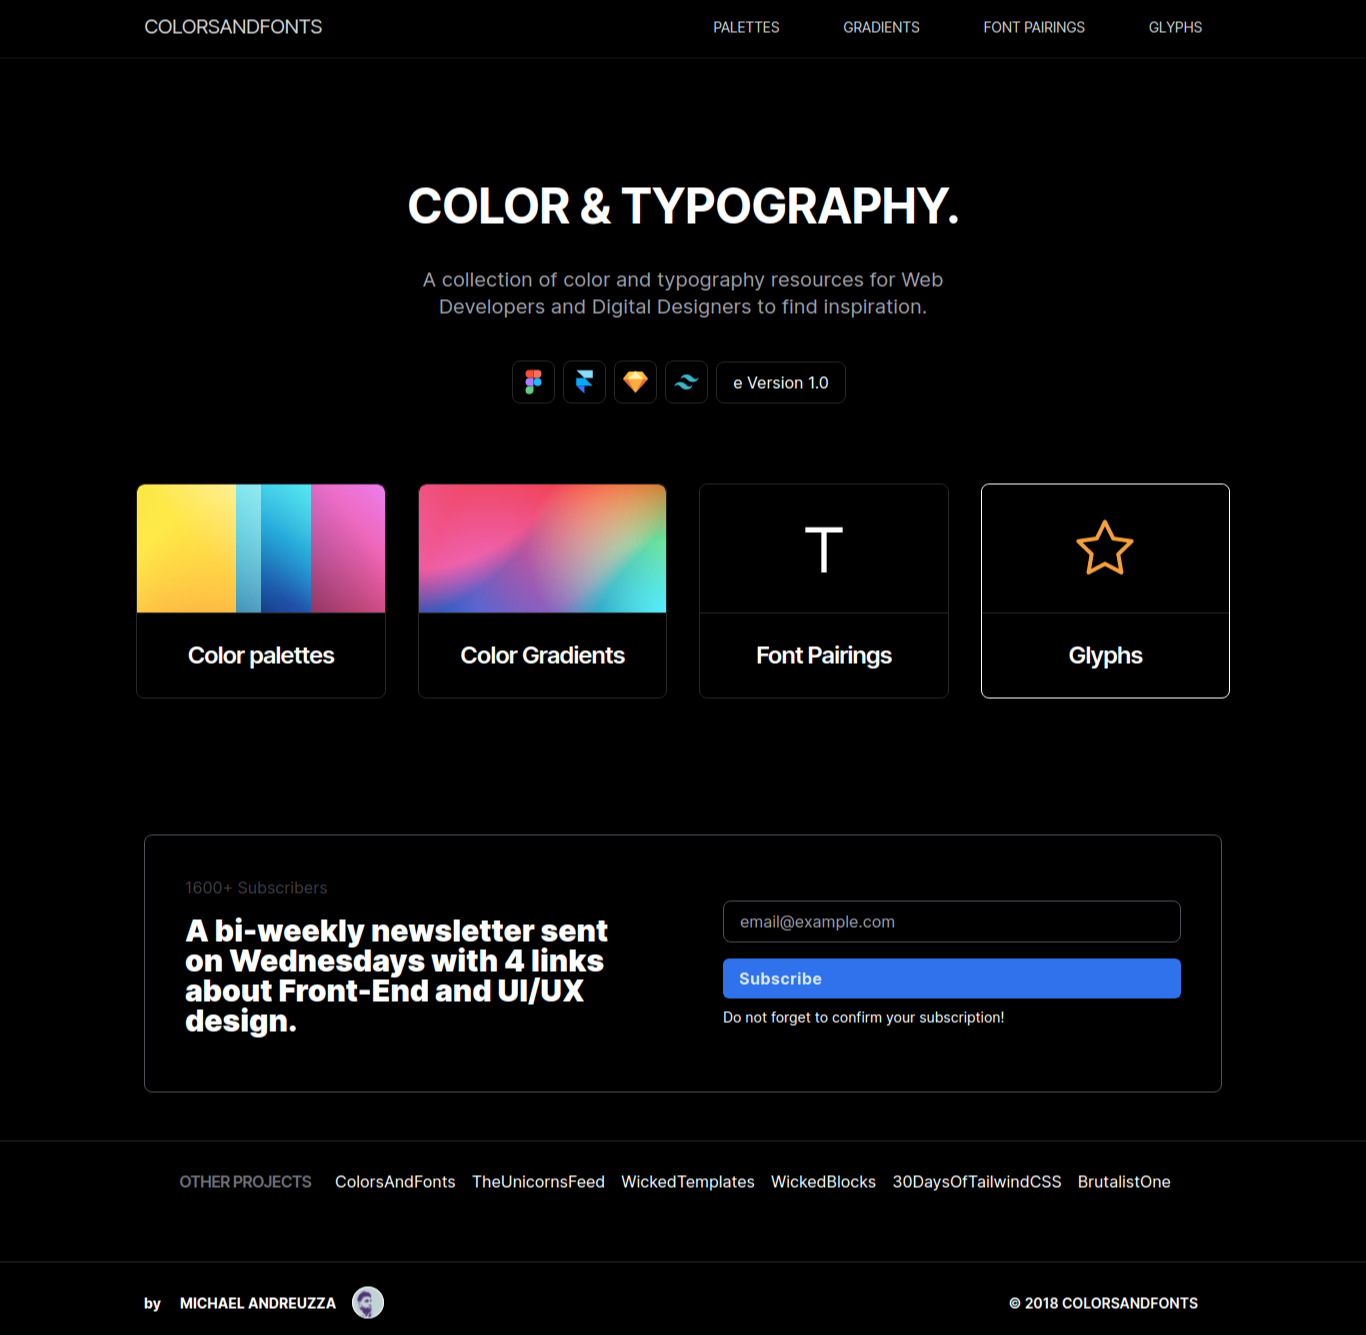 COLORSANDFONTS
PALETTES
GRADIENTS
FONT PAIRINGS
GLYPHS
COLOR & TYPOGRAPHY.
A collection of color and typography resources for Web
Developers and Digital Designers to find inspiration.
e Version 1.0
T
Color palettes
Color Gradients
Font Pairings
Glyphs
1600+ Subscribers
A bi-weekly newsletter sent
on Wednesdays with 4 links
about Front-End and UI/UX
design.
email@example.com
Subscribe
Do not forget to confirm your subscription!
OTHER PROJECTS
ColorsAndFonts
TheUnicornsFeed
WickedTemplates
WickedBlocks
30DaysOfTailwindCSS
BrutalistOne
by MICHAEL ANDREUZZA
© 2018 COLORSANDFONTS